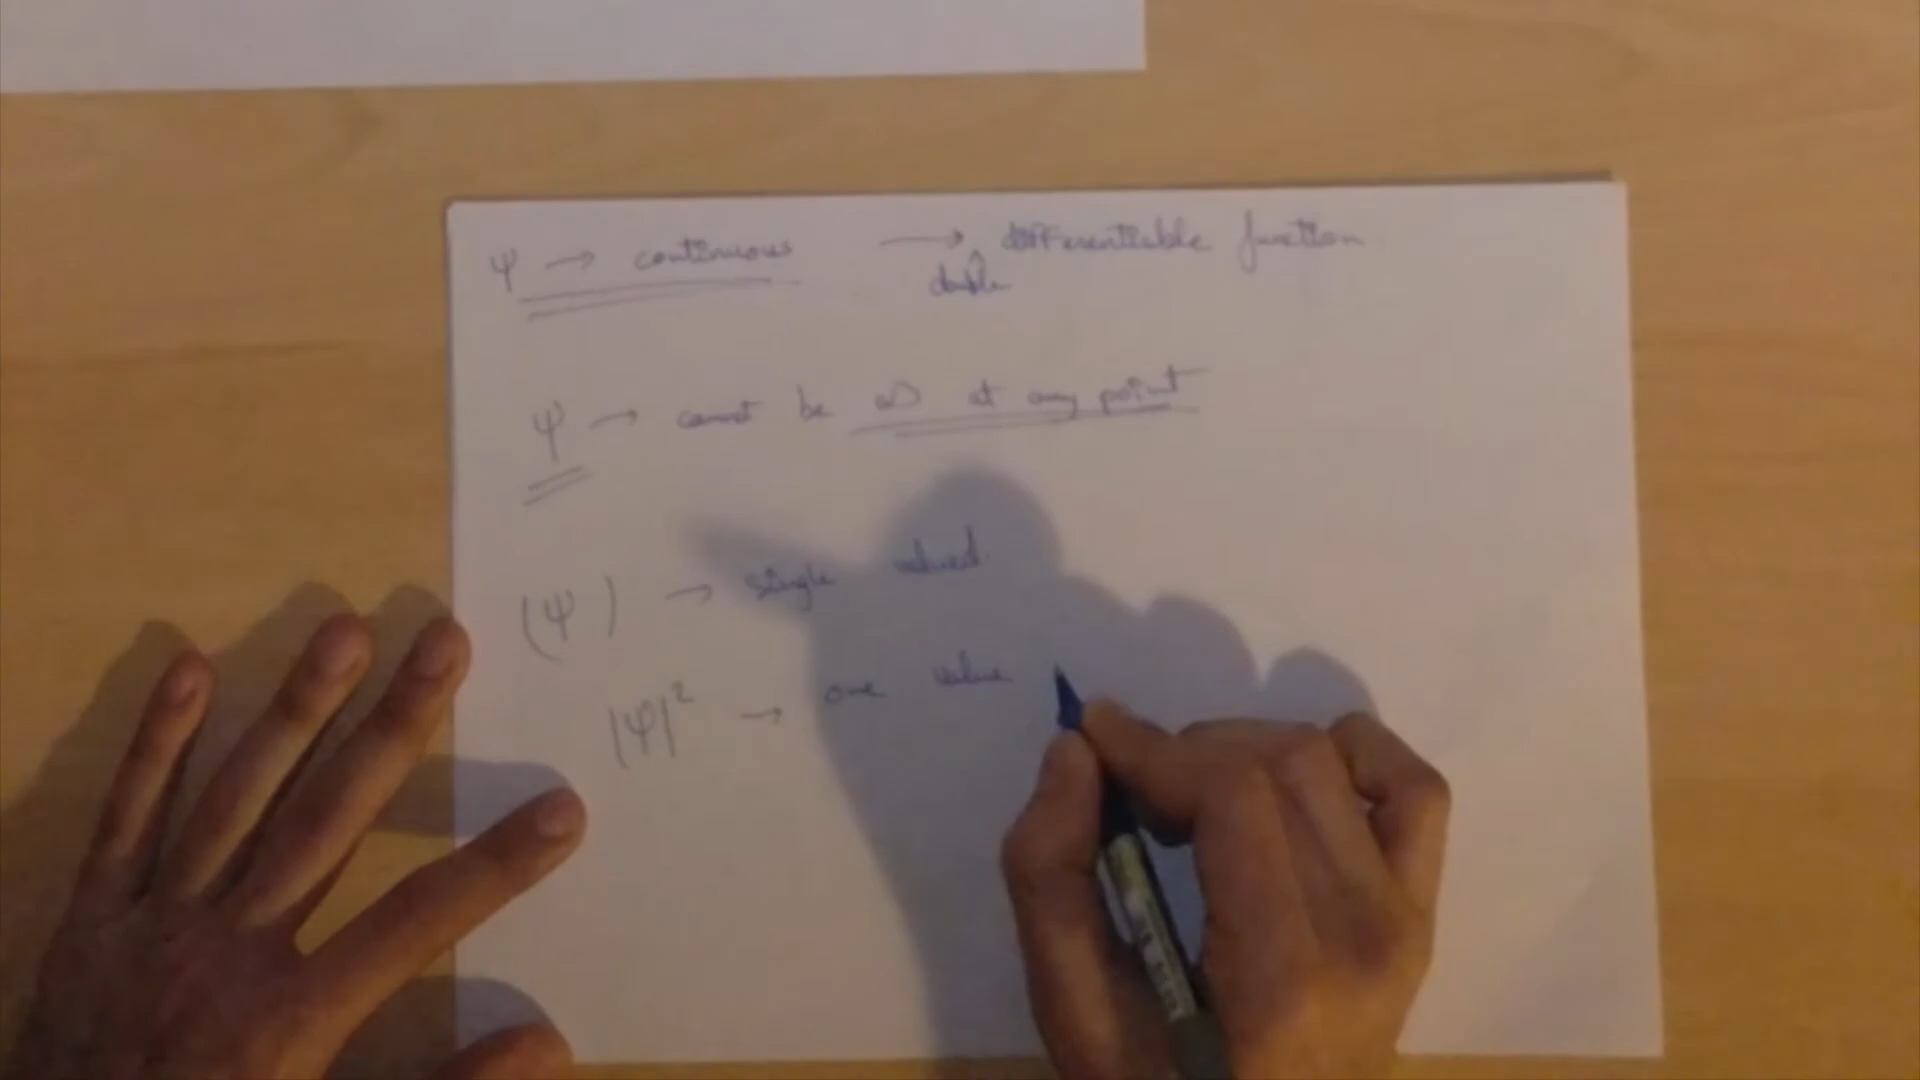 ψ → continuous → differentiable function
double
ψ → cannot be ∞ at any point
(ψ) → single valued.
|ψ|² → one value